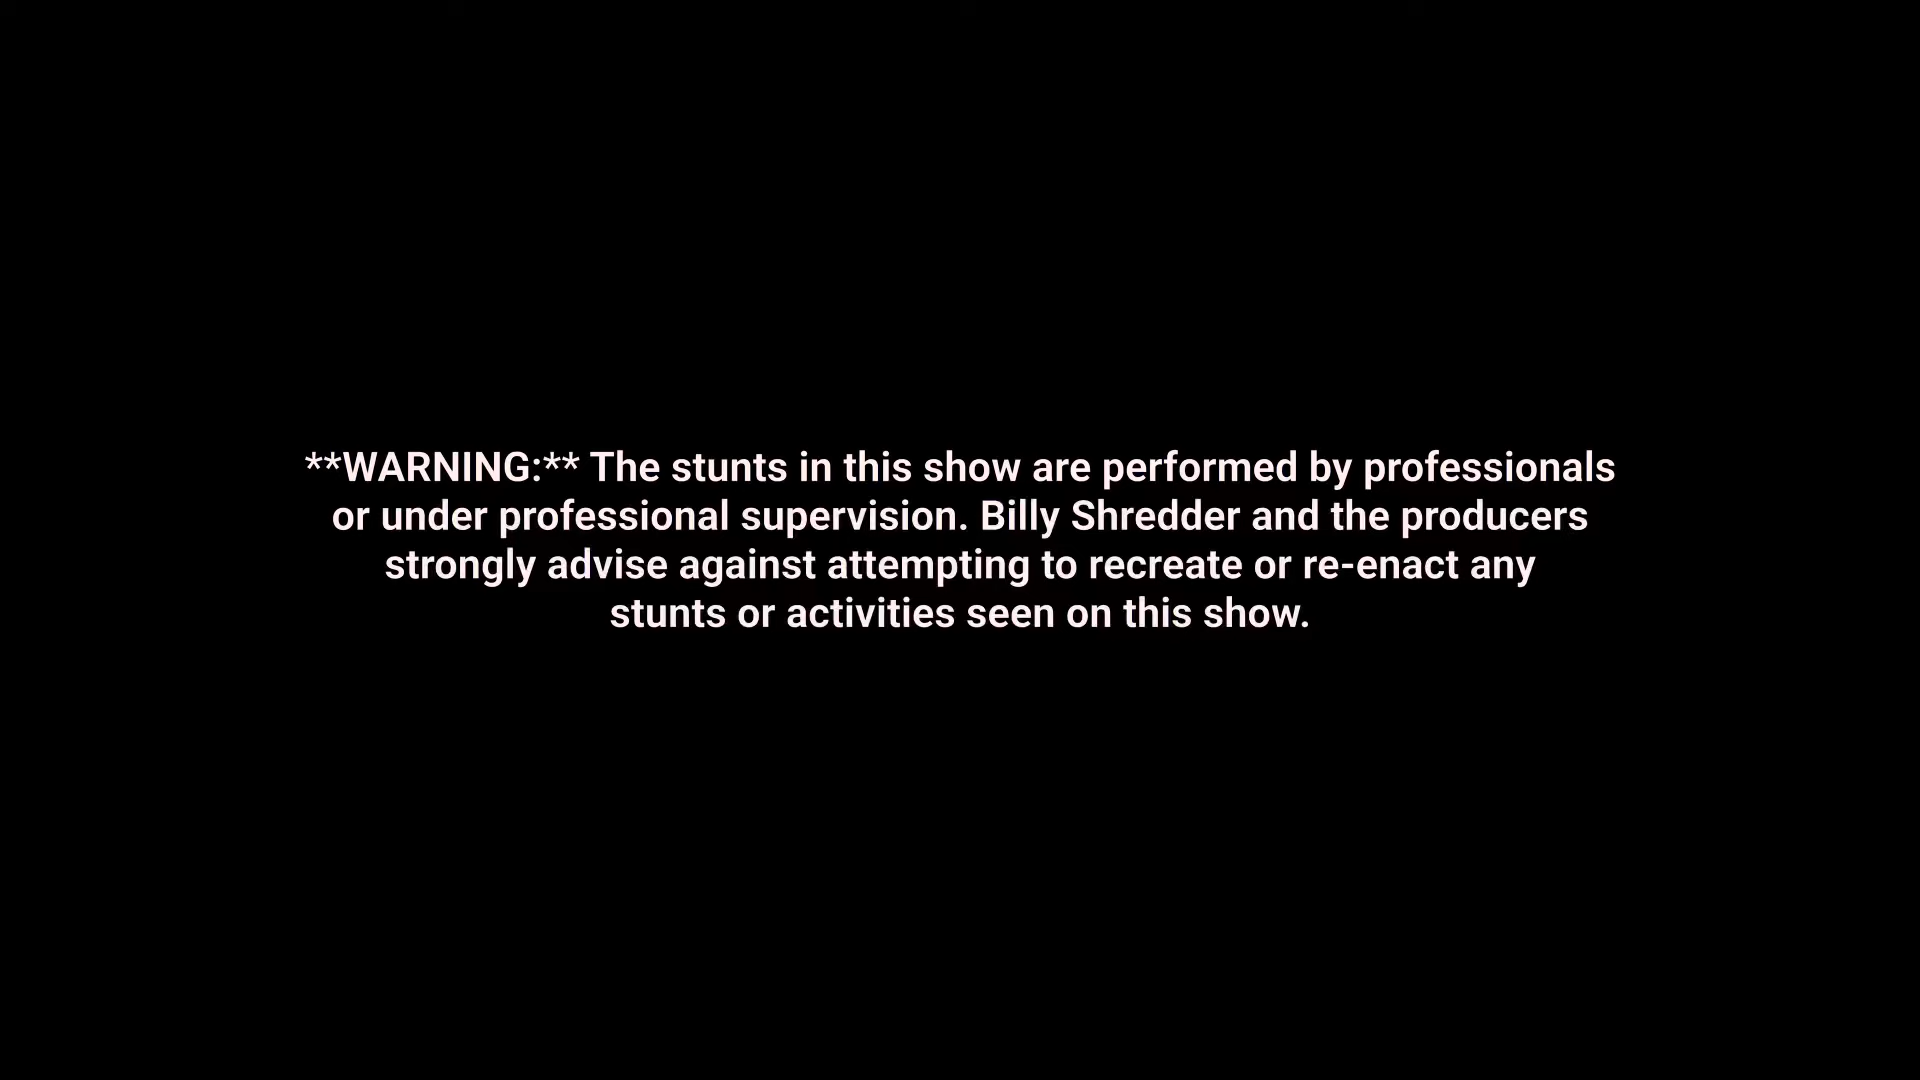 **WARNING:** The stunts in this show are performed by professionals
or under professional supervision. Billy Shredder and the producers
strongly advise against attempting to recreate or re-enact any
stunts or activities seen on this show.